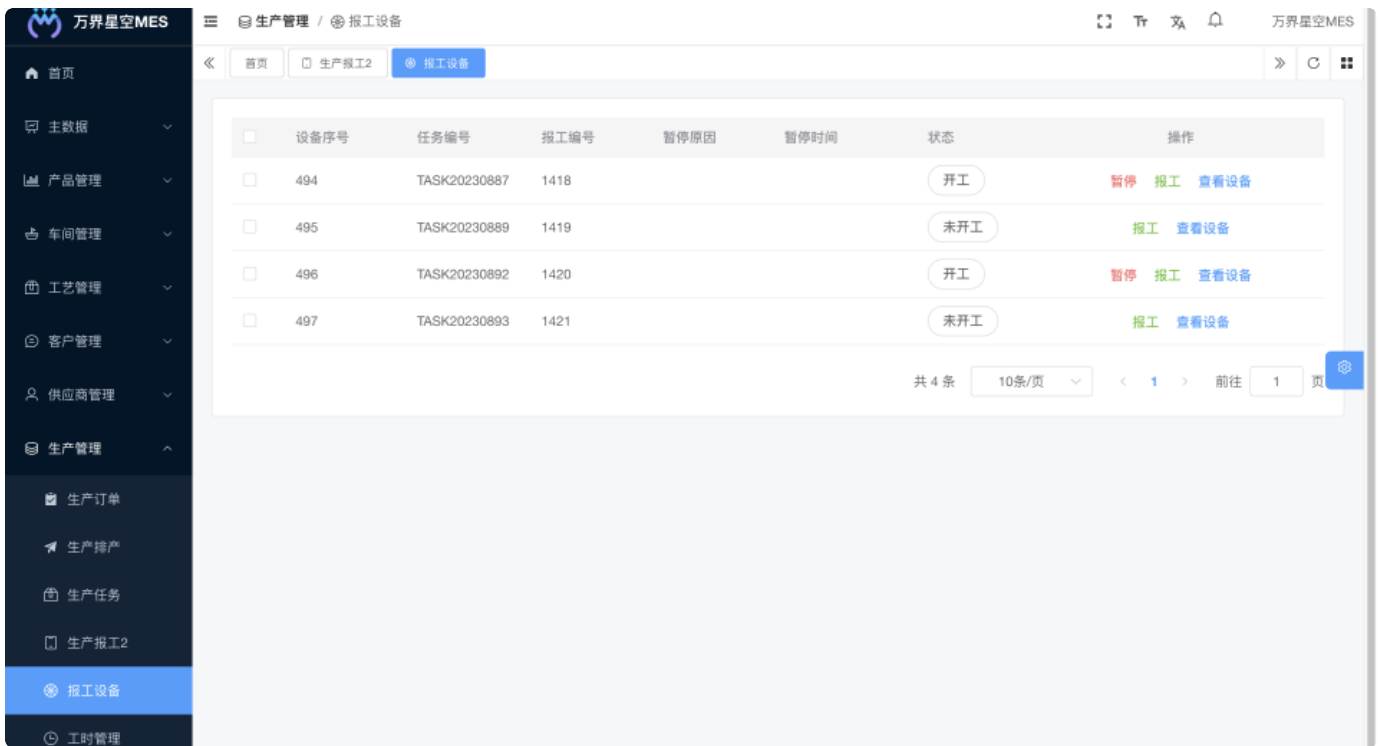 万界星空MES
生产管理 / 报工设备
万界星空MES
首页
生产报工2
报工设备
首页
主数据
产品管理
车间管理
工艺管理
客户管理
供应商管理
生产管理
生产订单
生产排产
生产任务
生产报工2
报工设备
工时管理
设备序号 任务编号 报工编号 暂停原因 暂停时间 状态 操作
494 TASK20230887 1418 开工 暂停 报工 查看设备
495 TASK20230889 1419 未开工 报工 查看设备
496 TASK20230892 1420 开工 暂停 报工 查看设备
497 TASK20230893 1421 未开工 报工 查看设备
共 4 条 10条/页 1 前往 1 页